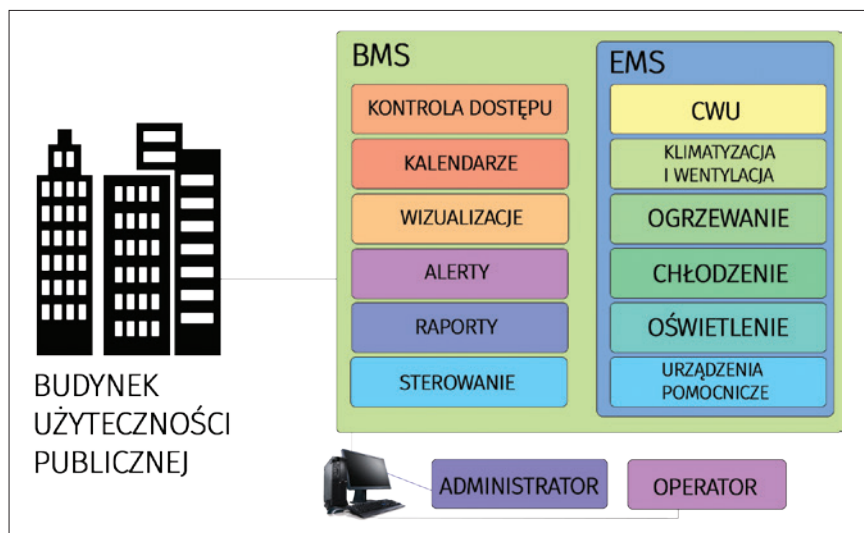 BMS
KONTROLA DOSTĘPU
KALENDARZE
WIZUALIZACJE
ALERTY
RAPORTY
STEROWANIE
EMS
CWU
KLIMATYZACJA
I WENTYLACJA
OGRZEWANIE
CHŁODZENIE
OŚWIETLENIE
URZĄDZENIA
POMOCNICZE
BUDYNEK
UŻYTECZNOŚCI
PUBLICZNEJ
ADMINISTRATOR
OPERATOR